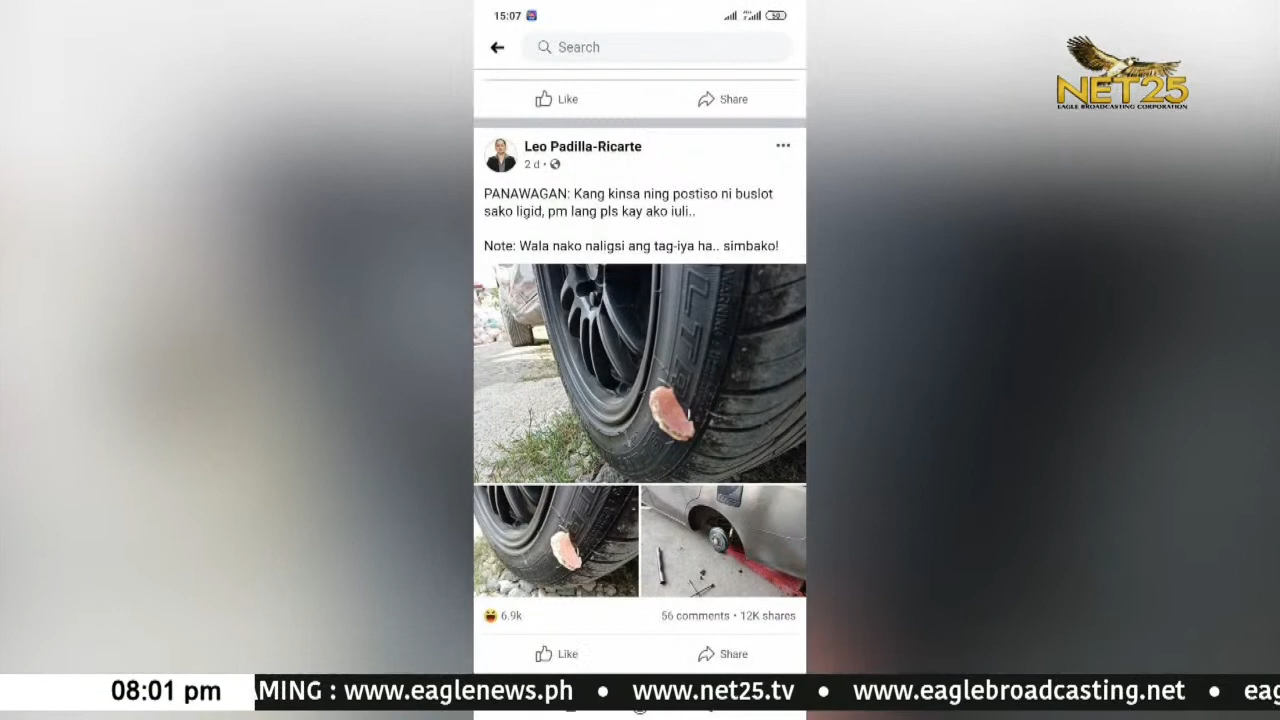 15:07
50
Search
NET25
EAGLE BROADCASTING CORPORATION
Like
Share
Leo Padilla-Ricarte
2 d
PANAWAGAN: Kang kinsa ning postiso ni buslot
sako ligid, pm lang pls kay ako iuli..
Note: Wala nako naligsi ang tag-iya ha.. simbako!
6.9k
56 comments • 12K shares
Like
Share
08:01 pm
AMING : www.eaglenews.ph • www.net25.tv • www.eaglebroadcasting.net • eag